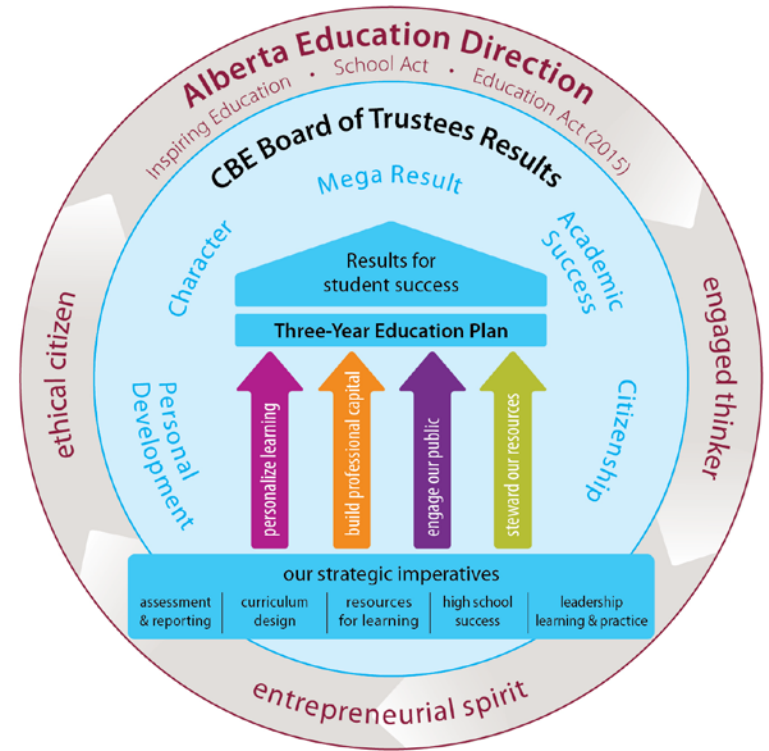 Alberta Education Direction
Inspiring Education • School Act • Education Act (2015)
CBE Board of Trustees Results
Mega Result
Character
Academic
Success
Personal
Development
Citizenship
ethical citizen
engaged thinker
Results for
student success
Three-Year Education Plan
personalize learning
build professional capital
engage our public
steward our resources
our strategic imperatives
assessment
& reporting
curriculum
design
resources
for learning
high school
success
leadership
learning & practice
entrepreneurial spirit